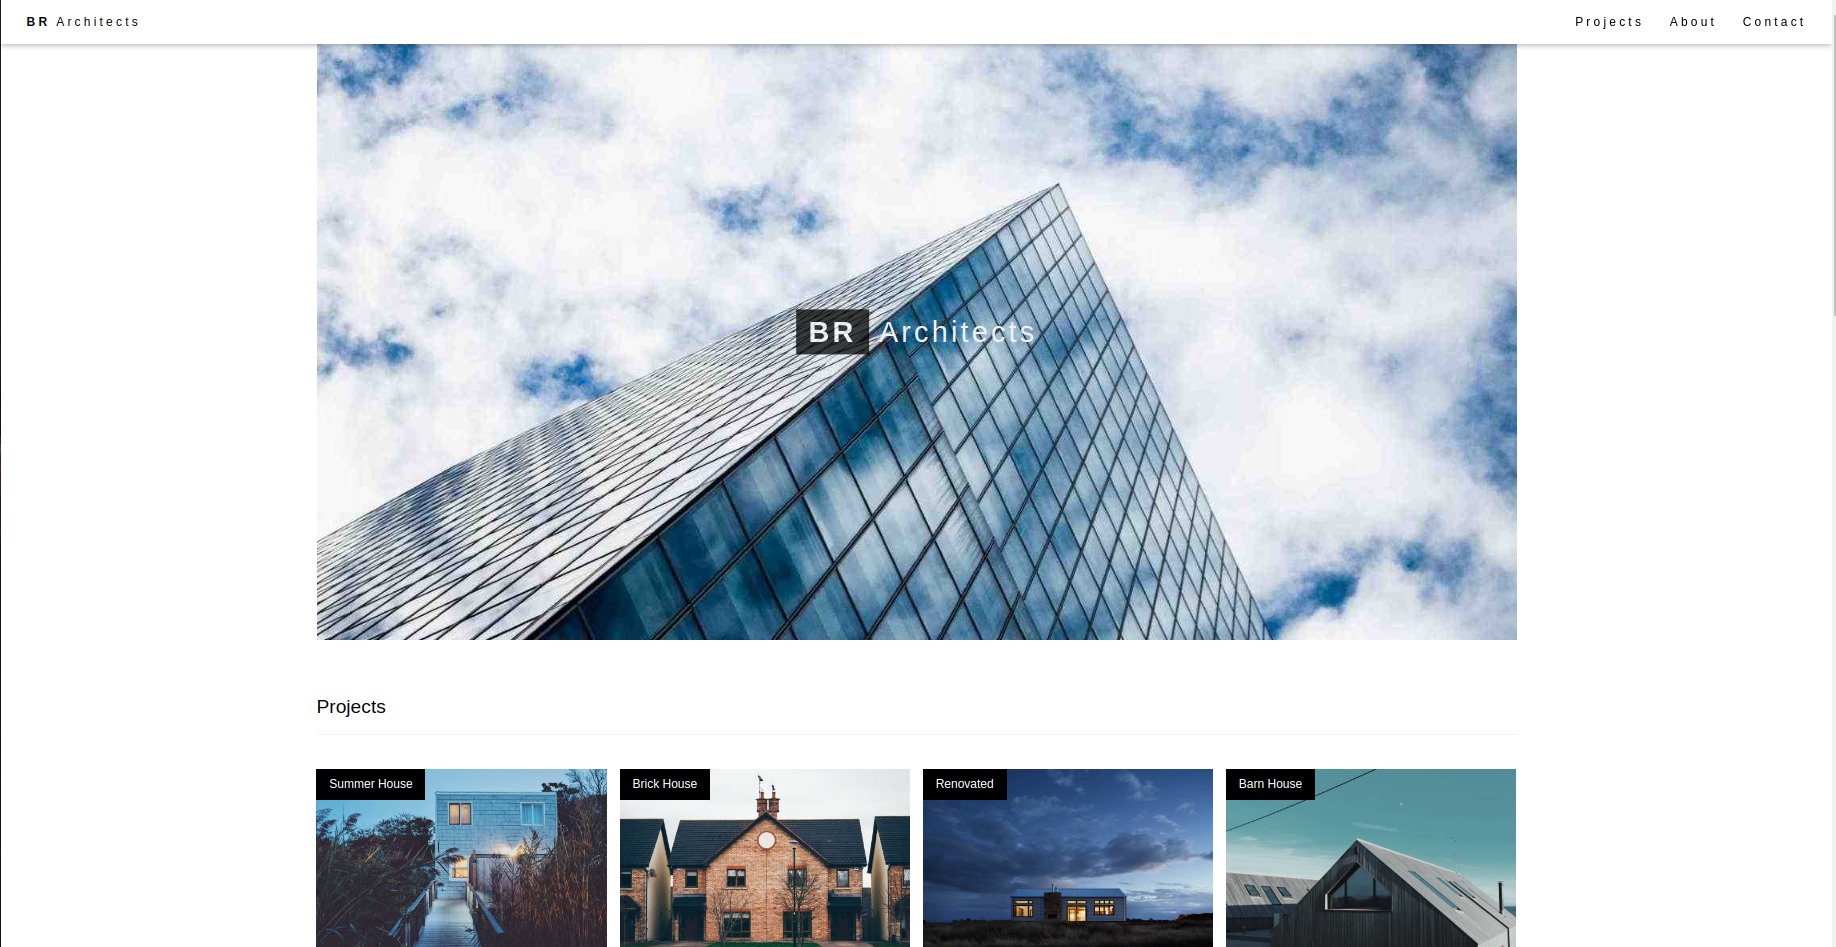 BR Architects
Projects About Contact
BR Architects
Projects
Summer House
Brick House
Renovated
Barn House